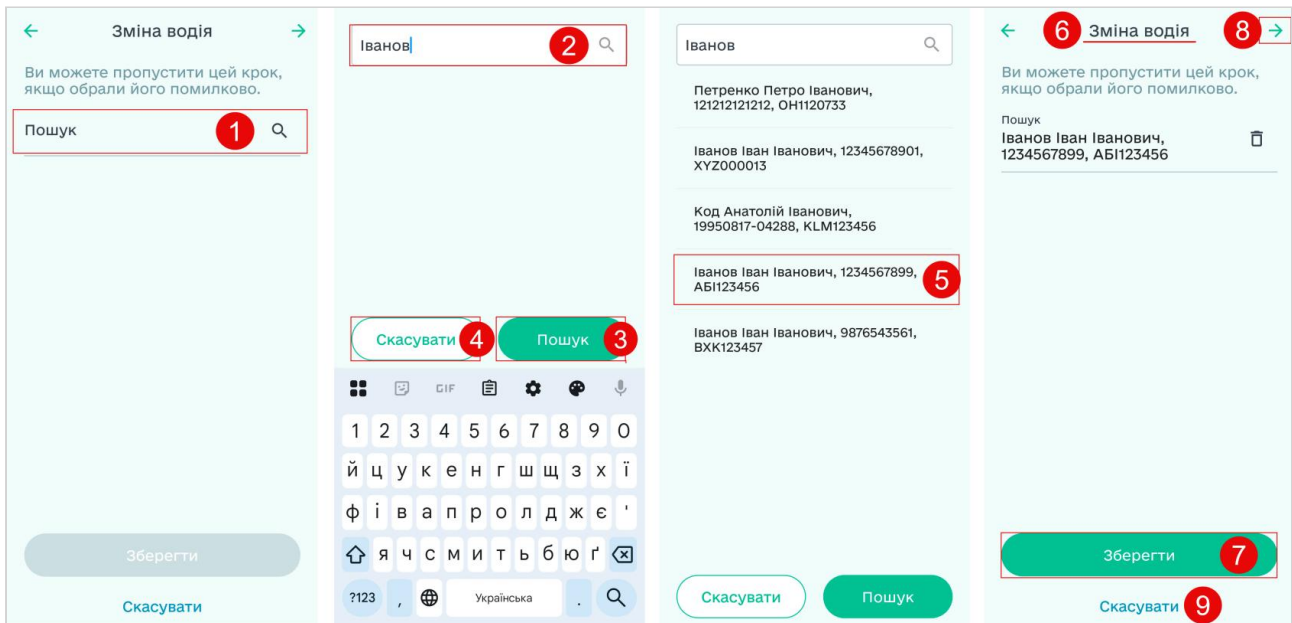 Зміна водія
Ви можете пропустити цей крок,
якщо обрали його помилково.
Пошук
1
Зберегти
Скасувати
Іванов
2
Скасувати
4
Пошук
3
GIF
1 2 3 4 5 6 7 8 9 0
й ц у к е н г ш щ з х ї
ф і в а п р о л д ж є '
я ч с м и т ь б ю ґ
?123 , Українська .
Іванов
Петренко Петро Іванович,
121212121212, ОН1120733
Іванов Іван Іванович, 12345678901,
XYZ000013
Код Анатолій Іванович,
19950817-04288, KLM123456
Іванов Іван Іванович, 1234567899,
АБІ123456
5
Іванов Іван Іванович, 9876543561,
ВХК123457
Скасувати
Пошук
6
Зміна водія
8
Ви можете пропустити цей крок,
якщо обрали його помилково.
Пошук
Іванов Іван Іванович,
1234567899, АБІ123456
Зберегти
7
Скасувати
9